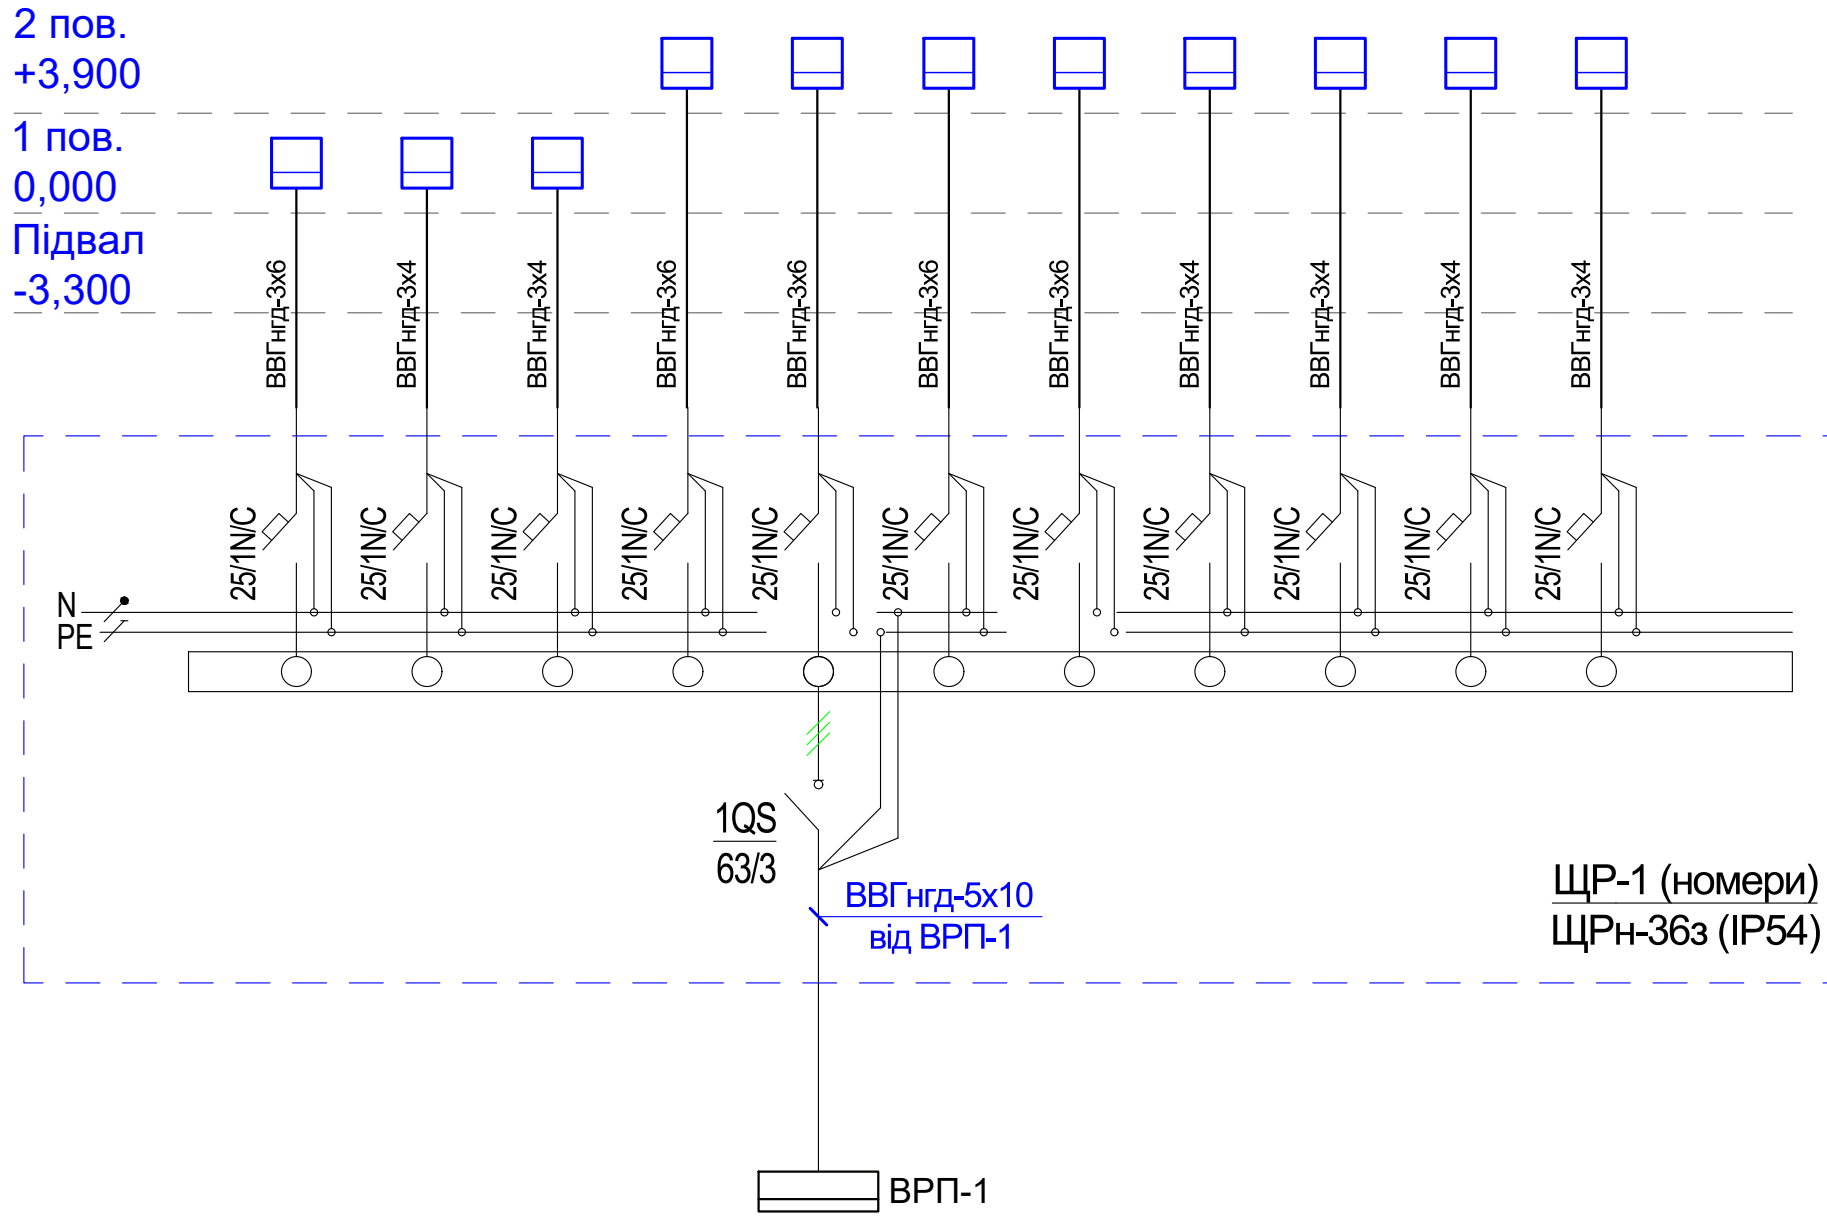 2 пов.
+3,900
1 пов.
0,000
Підвал
-3,300
ВВГнгд-3х6
ВВГнгд-3х4
ВВГнгд-3х4
ВВГнгд-3х6
ВВГнгд-3х6
ВВГнгд-3х6
ВВГнгд-3х6
ВВГнгд-3х4
ВВГнгд-3х4
ВВГнгд-3х4
ВВГнгд-3х4
25/1N/C
25/1N/C
25/1N/C
25/1N/C
25/1N/C
25/1N/C
25/1N/C
25/1N/C
25/1N/C
25/1N/C
25/1N/C
N
PE
1QS
63/3
ВВГнгд-5х10
від ВРП-1
ЩР-1 (номери)
ЩРн-36з (IP54)
ВРП-1